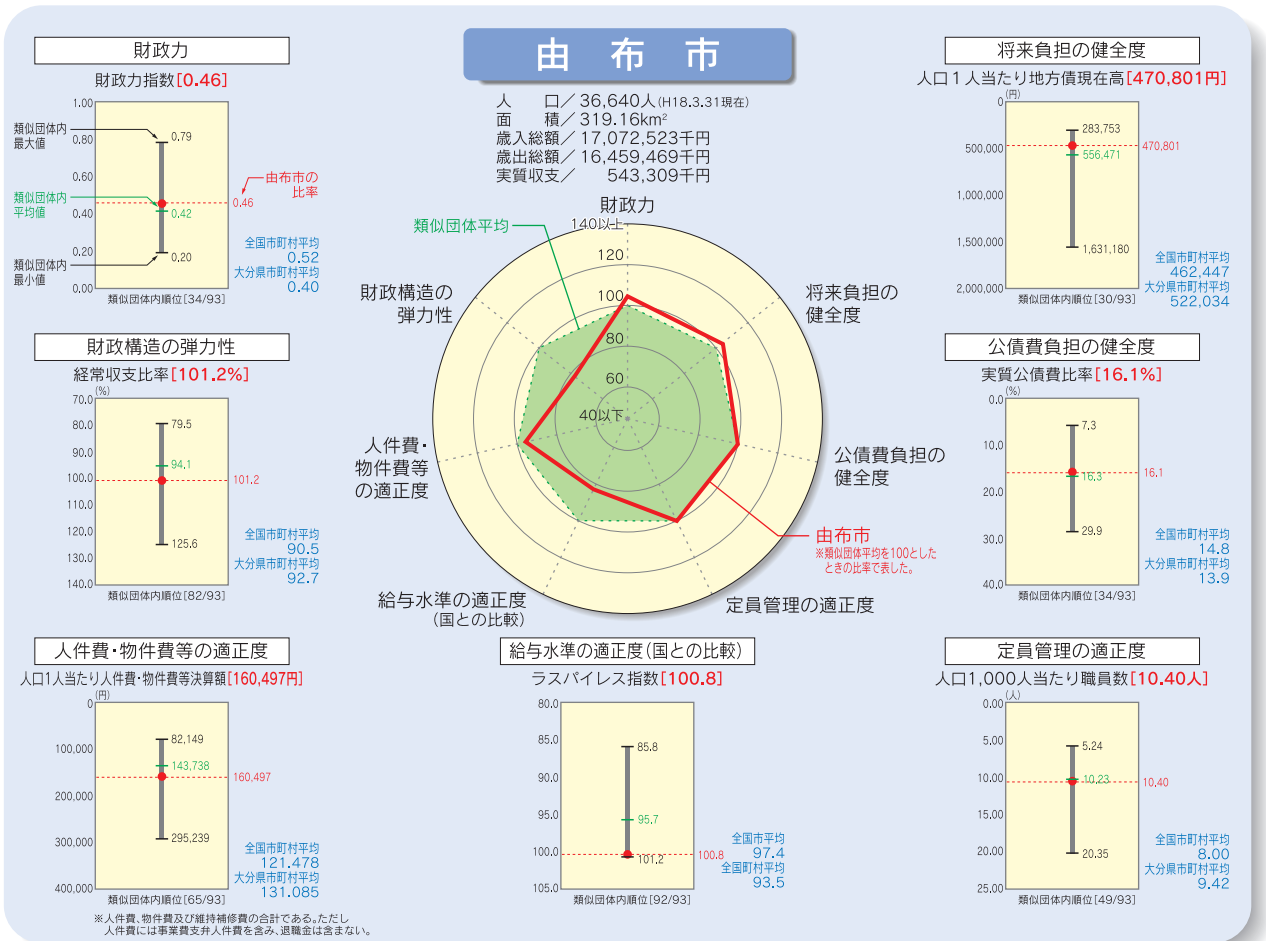 由布市
人　　口／36,640人(H18.3.31現在)
面　　積／319.16km²
歳入総額／17,072,523千円
歳出総額／16,459,469千円
実質収支／　543,309千円
財政力
財政力指数[0.46]
1.00
0.80
0.60
0.40
0.20
0.00
類似団体内
最大値
類似団体内
平均値
類似団体内
最小値
0.79
0.42
0.20
由布市の
比率
0.46
全国市町村平均
0.52
大分県市町村平均
0.40
類似団体内順位[34/93]
財政構造の弾力性
経常収支比率[101.2%]
(%)
70.0
80.0
90.0
100.0
110.0
120.0
130.0
140.0
79.5
94.1
101.2
125.6
全国市町村平均
90.5
大分県市町村平均
92.7
類似団体内順位[82/93]
人件費・物件費等の適正度
人口1人当たり人件費・物件費等決算額[160,497円]
(円)
0
100,000
200,000
300,000
400,000
82,149
143,738
160,497
295,239
全国市町村平均
121.478
大分県市町村平均
131.085
類似団体内順位[65/93]
※人件費、物件費及び維持補修費の合計である。ただし
人件費には事業費支弁人件費を含み、退職金は含まない。
類似団体平均
財政力
140以上
120
100
80
60
40以下
財政構造の
弾力性
将来負担の
健全度
人件費・
物件費等
の適正度
公債費負担の
健全度
給与水準の適正度
(国との比較)
定員管理の適正度
由布市
※類似団体平均を100とした
ときの比率で表した。
給与水準の適正度(国との比較)
ラスパイレス指数[100.8]
80.0
85.0
90.0
95.0
100.0
105.0
85.8
95.7
100.8
101.2
全国市平均
97.4
全国町村平均
93.5
類似団体内順位[92/93]
将来負担の健全度
人口1人当たり地方債現在高[470,801円]
(円)
0
500,000
1,000,000
1,500,000
2,000,000
283,753
470,801
556,471
1,631,180
全国市町村平均
462,447
大分県市町村平均
522,034
類似団体内順位[30/93]
公債費負担の健全度
実質公債費比率[16.1%]
(%)
0.0
10.0
20.0
30.0
40.0
7.3
16.1
16.3
29.9
全国市町村平均
14.8
大分県市町村平均
13.9
類似団体内順位[34/93]
定員管理の適正度
人口1,000人当たり職員数[10.40人]
(人)
0.00
5.00
10.00
15.00
20.00
25.00
5.24
10.23
10.40
20.35
全国市町村平均
8.00
大分県市町村平均
9.42
類似団体内順位[49/93]